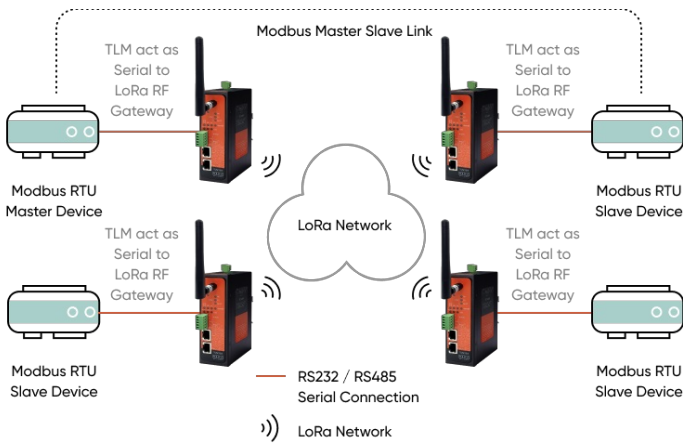 Modbus Master Slave Link
TLM act as
Serial to
LoRa RF
Gateway
TLM act as
Serial to
LoRa RF
Gateway
Modbus RTU
Master Device
LoRa Network
Modbus RTU
Slave Device
TLM act as
Serial to
LoRa RF
Gateway
TLM act as
Serial to
LoRa RF
Gateway
Modbus RTU
Slave Device
RS232 / RS485
Serial Connection
Modbus RTU
Slave Device
LoRa Network